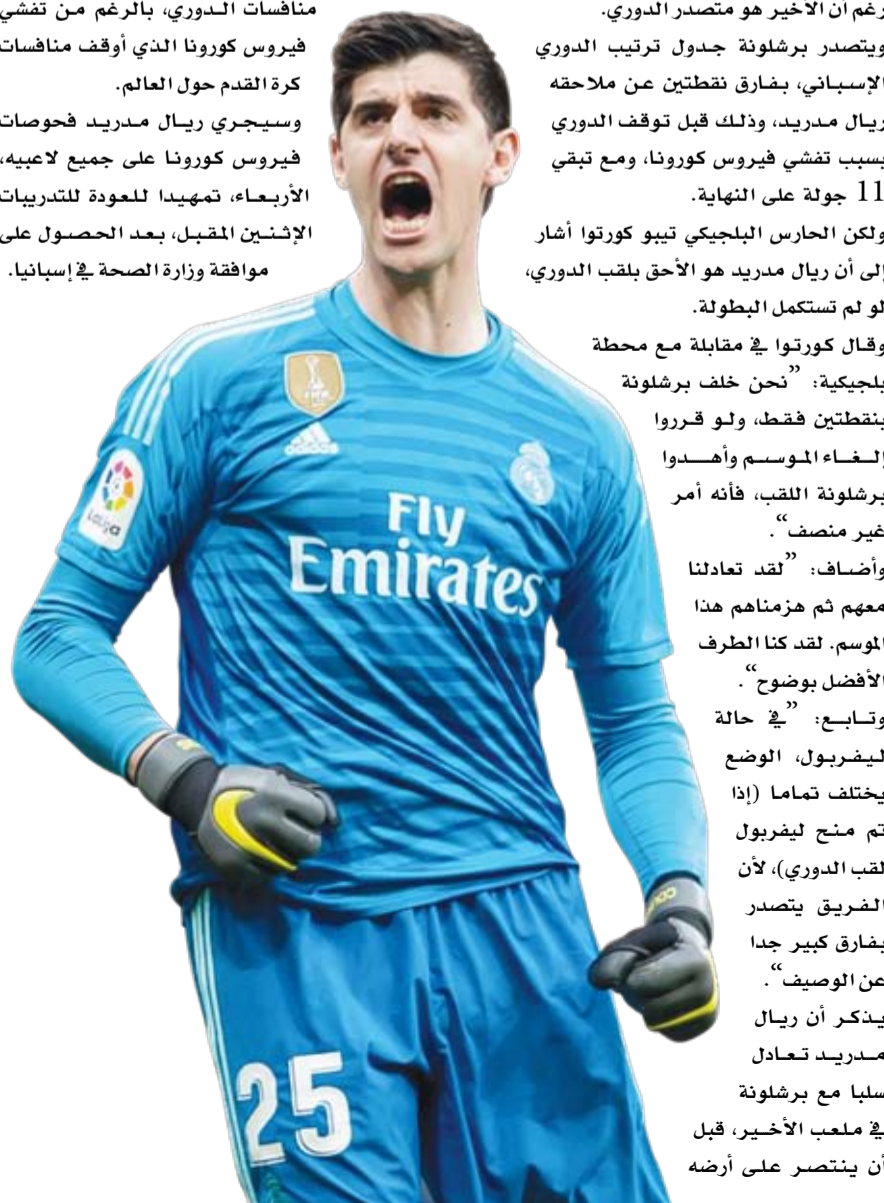 رغم أن الأخير هو متصدر الدوري.
ويتصدر برشلونة جدول ترتيب الدوري
الإسباني، بفارق نقطتين عن ملاحقه
ريال مدريد، وذلك قبل توقف الدوري
بسبب تفشي فيروس كورونا، ومع تبقي
11 جولة على النهاية.
ولكن الحارس البلجيكي تيبو كورتوا أشار
إلى أن ريال مدريد هو الأحق بلقب الدوري،
لو لم تستكمل البطولة.
وقال كورتوا في مقابلة مع محطة
بلجيكية: ”نحن خلف برشلونة
بنقطتين فقط، ولو قرروا
إلغاء الموسم وأهدوا
برشلونة اللقب، فأنه أمر
غير منصف“.
وأضاف: ”لقد تعادلنا
معهم ثم هزمناهم هذا
الموسم. لقد كنا الطرف
الأفضل بوضوح“.
وتابع: ”في حالة
ليفربول، الوضع
يختلف تماما (إذا
تم منح ليفربول
لقب الدوري)، لأن
الفريق يتصدر
بفارق كبير جدا
عن الوصيف“.
يذكر أن ريال
مدريد تعادل
سلبا مع برشلونة
في ملعب الأخير، قبل
أن ينتصر على أرضه
منافسات الدوري، بالرغم من تفشي
فيروس كورونا الذي أوقف منافسات
كرة القدم حول العالم.
وسيجري ريال مدريد فحوصات
فيروس كورونا على جميع لاعبيه،
الأربعاء، تمهيدا للعودة للتدريبات
الإثنين المقبل، بعد الحصول على
موافقة وزارة الصحة في إسبانيا.
FIFA
adidas
LaLiga
Fly
Emirates
25